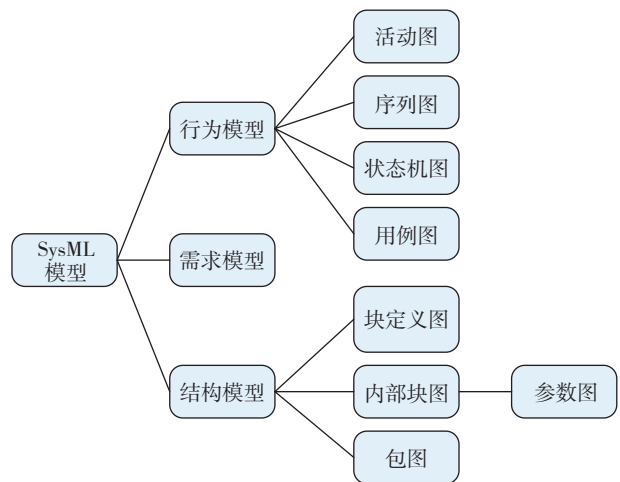 活动图
序列图
行为模型
状态机图
用例图
SysML
模型
需求模型
块定义图
结构模型
内部块图
参数图
包图